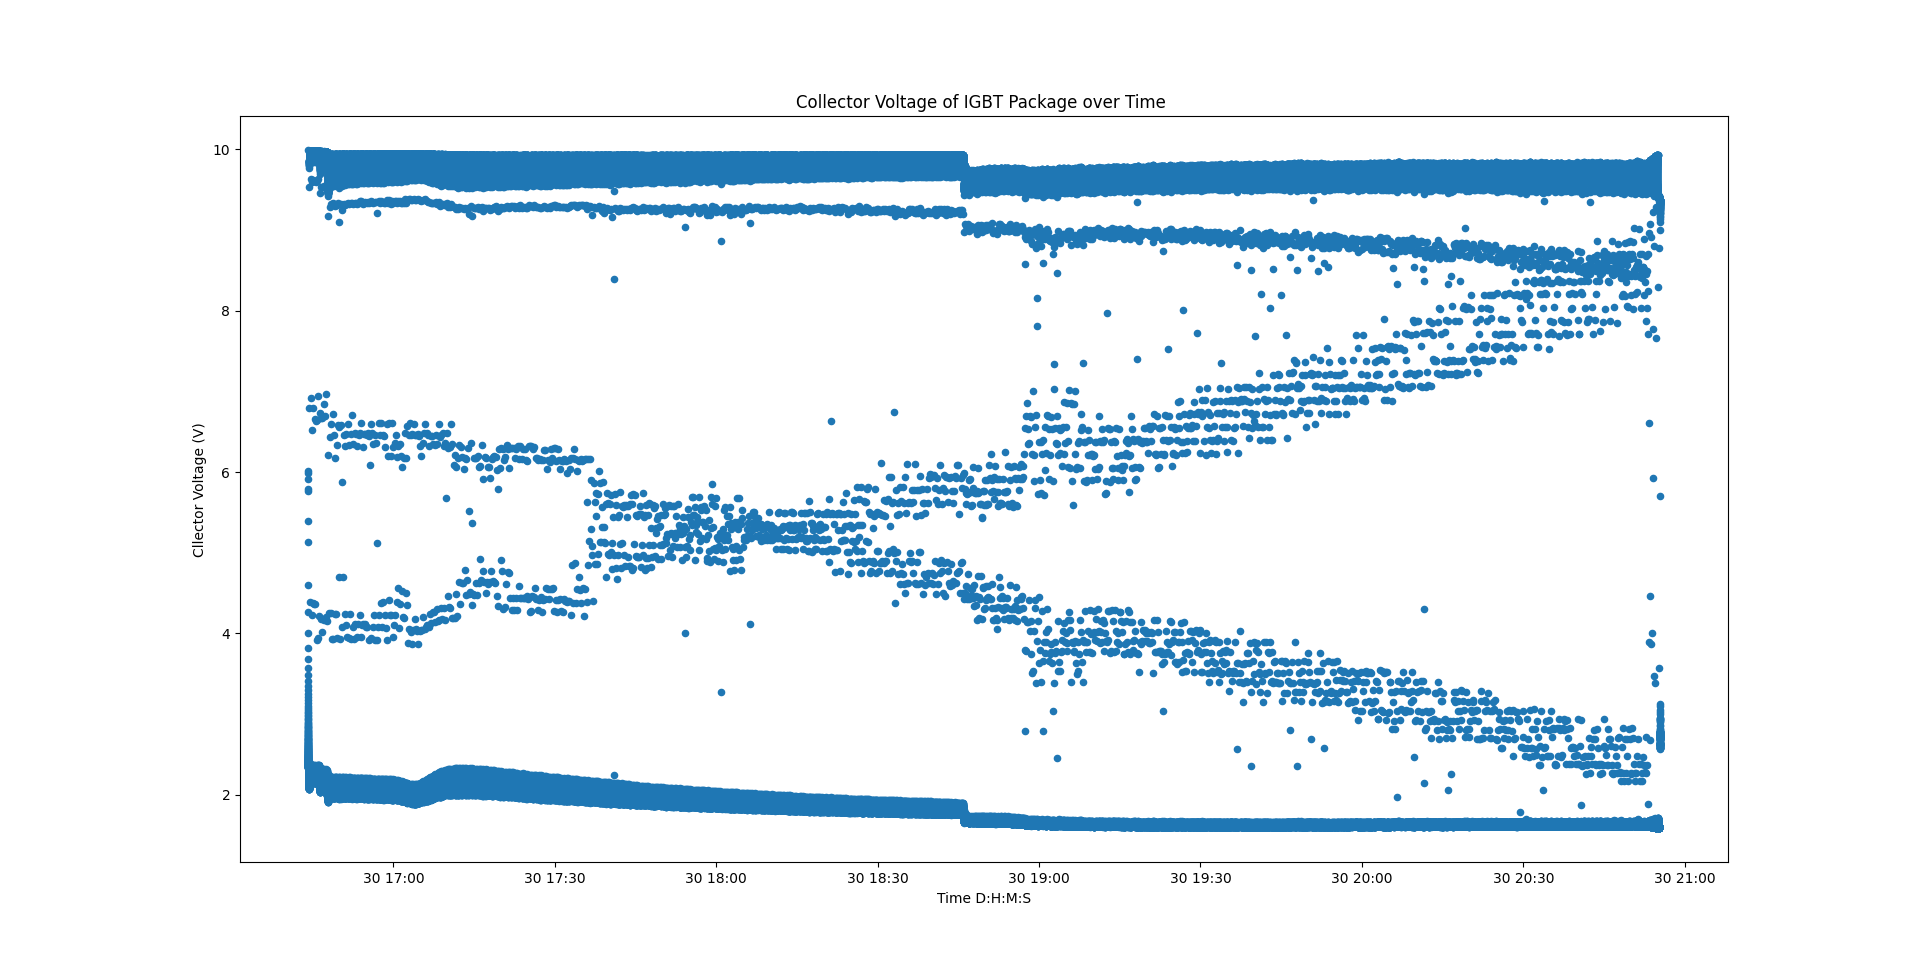 Collector Voltage of IGBT Package over Time
10
8
6
4
2
Cllector Voltage (V)
30 17:00 30 17:30 30 18:00 30 18:30 30 19:00 30 19:30 30 20:00 30 20:30 30 21:00
Time D:H:M:S